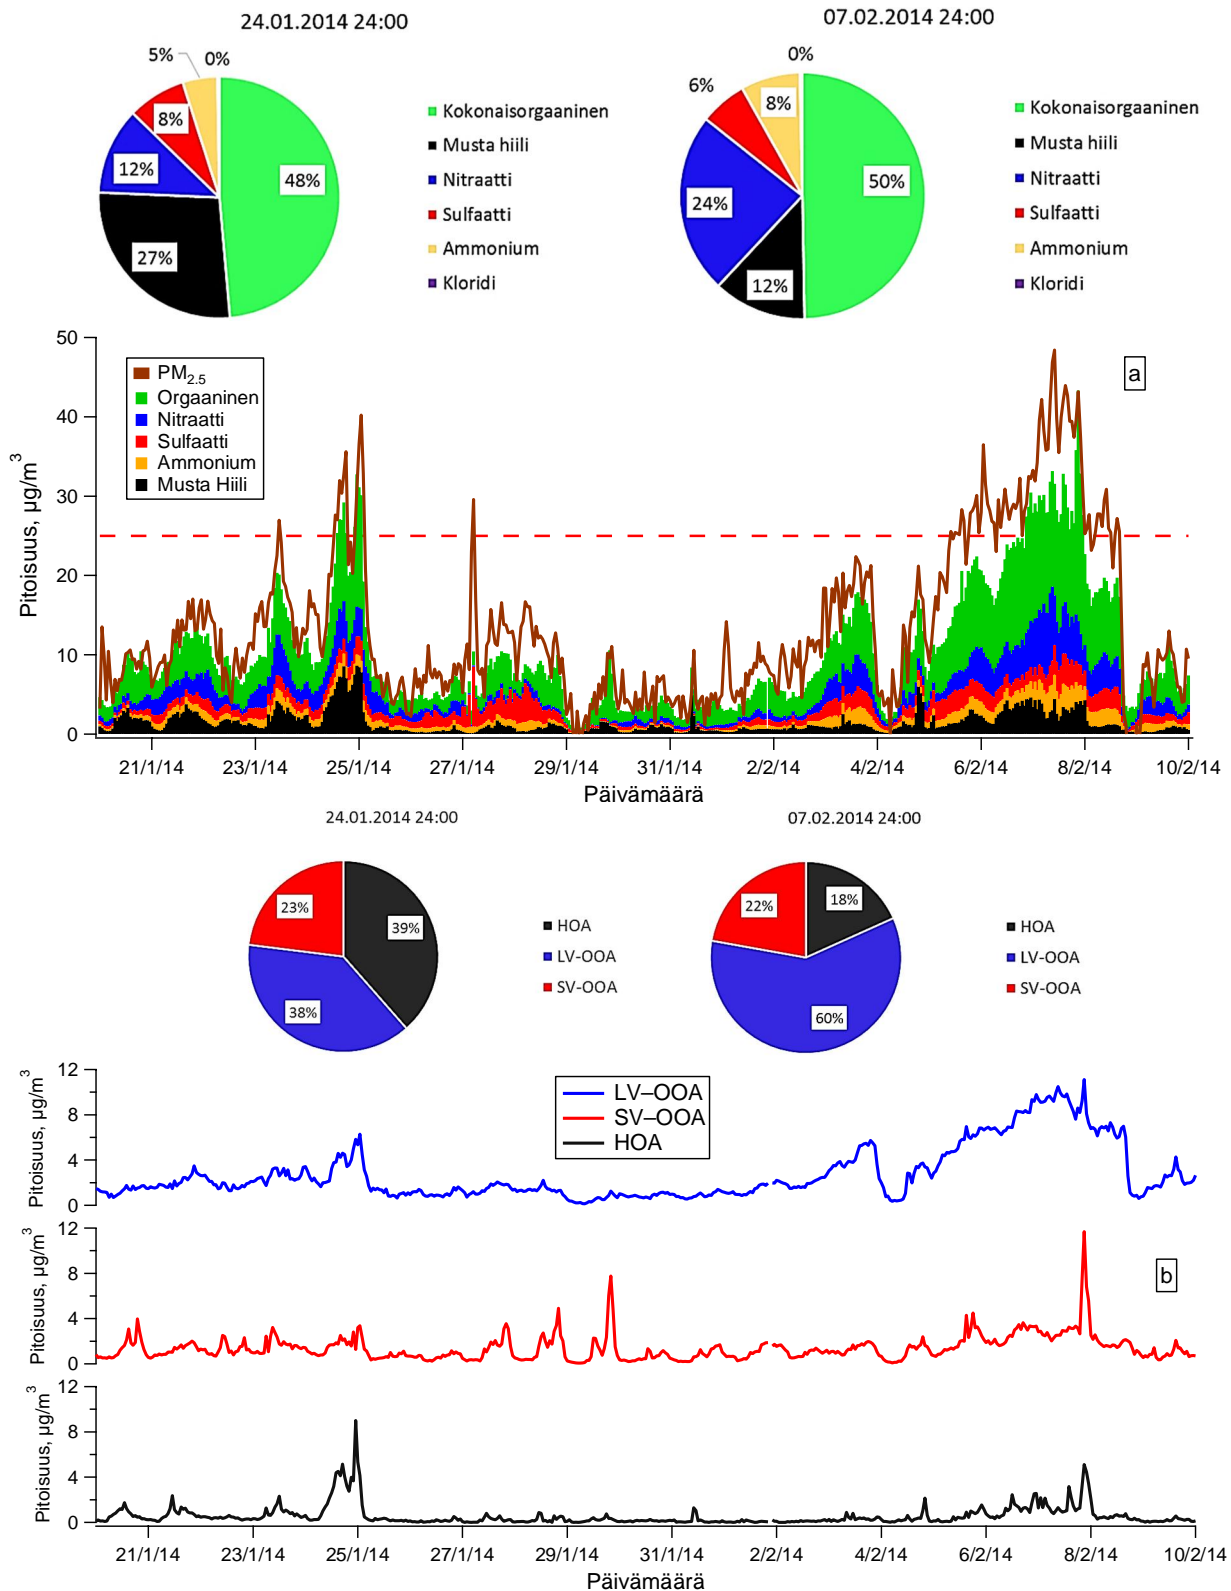 24.01.2014 24:00
07.02.2014 24:00
5% 0%
8%
12%
48%
27%
Kokonaisorgaaninen
Musta hiili
Nitraatti
Sulfaatti
Ammonium
Kloridi
0%
6%
8%
50%
24%
12%
Kokonaisorgaaninen
Musta hiili
Nitraatti
Sulfaatti
Ammonium
Kloridi
50
40
30
20
10
0
Pitoisuus, µg/m³
PM2.5
Orgaaninen
Nitraatti
Sulfaatti
Ammonium
Musta Hiili
a
21/1/14 23/1/14 25/1/14 27/1/14 29/1/14 31/1/14 2/2/14 4/2/14 6/2/14 8/2/14 10/2/14
Päivämäärä
24.01.2014 24:00
07.02.2014 24:00
23%
39%
38%
HOA
LV-OOA
SV-OOA
22%
18%
60%
HOA
LV-OOA
SV-OOA
12
8
4
0
Pitoisuus, µg/m³
LV–OOA
SV–OOA
HOA
12
8
4
0
Pitoisuus, µg/m³
b
12
8
4
0
Pitoisuus, µg/m³
21/1/14 23/1/14 25/1/14 27/1/14 29/1/14 31/1/14 2/2/14 4/2/14 6/2/14 8/2/14 10/2/14
Päivämäärä